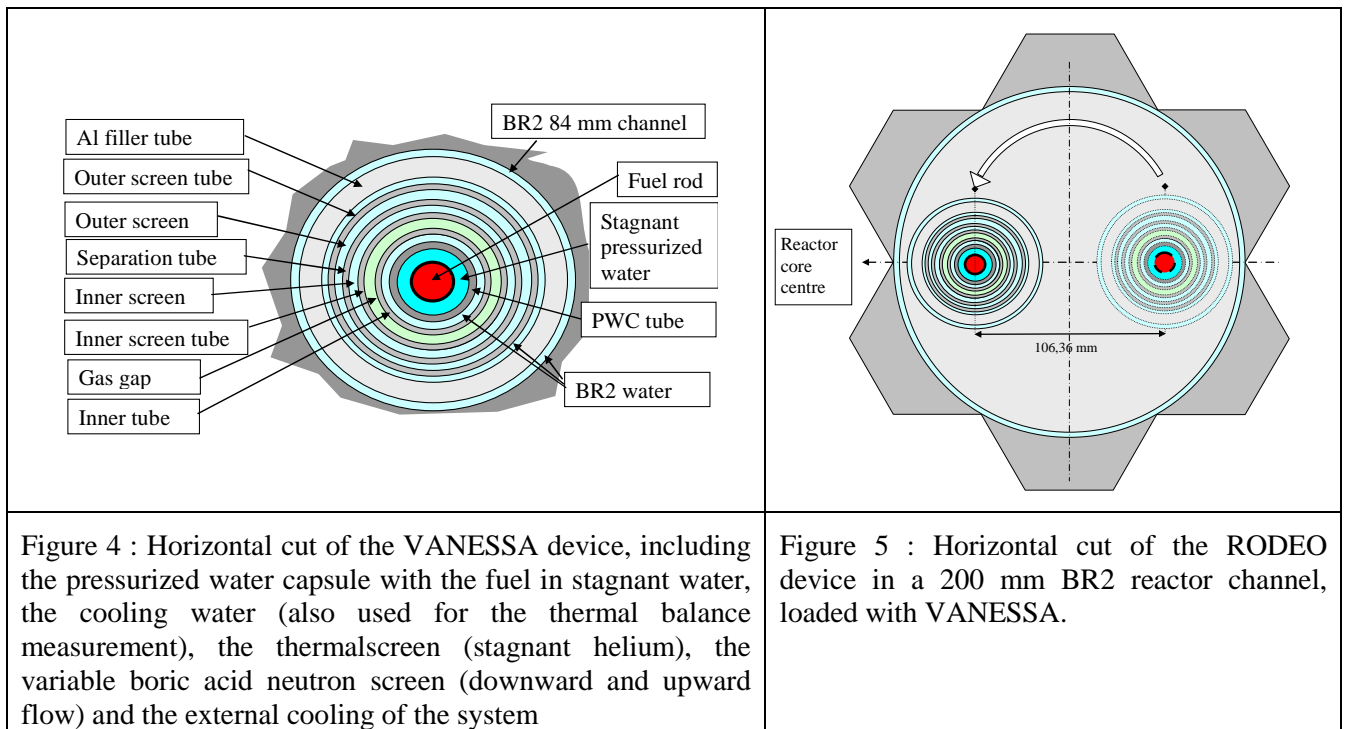 Al filler tube
Outer screen tube
Outer screen
Separation tube
Inner screen
Inner screen tube
Gas gap
Inner tube
BR2 84 mm channel
Fuel rod
Stagnant
pressurized
water
PWC tube
BR2 water
Reactor
core
centre
106,36 mm
Figure 4 : Horizontal cut of the VANESSA device, including
the pressurized water capsule with the fuel in stagnant water,
the cooling water (also used for the thermal balance
measurement), the thermalscreen (stagnant helium), the
variable boric acid neutron screen (downward and upward
flow) and the external cooling of the system
Figure 5 : Horizontal cut of the RODEO
device in a 200 mm BR2 reactor channel,
loaded with VANESSA.